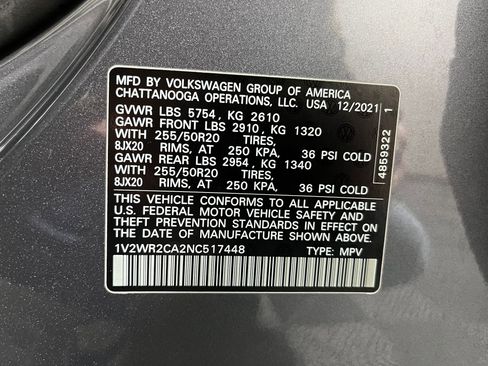 MFD BY VOLKSWAGEN GROUP OF AMERICA
CHATTANOOGA OPERATIONS, LLC. USA 12/2021
GVWR LBS 5754 , KG 2610
GAWR FRONT LBS 2910 , KG 1320
WITH 255/50R20 TIRES,
8JX20 RIMS, AT 250 KPA, 36 PSI COLD
GAWR REAR LBS 2954 , KG 1340
WITH 255/50R20 TIRES,
8JX20 RIMS, AT 250 KPA, 36 PSI COLD
THIS VEHICLE CONFORMS TO ALL APPLICABLE
U.S. FEDERAL MOTOR VEHICLE SAFETY AND
THEFT PREVENTION STANDARDS IN EFFECT ON
THE DATE OF MANUFACTURE SHOWN ABOVE
1V2WR2CA2NC517448 TYPE: MPV
4859322 1